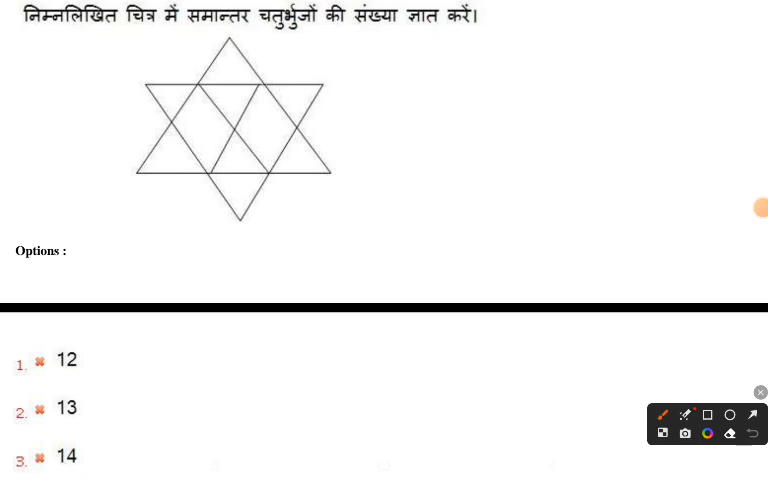 निम्नलिखित चित्र में समान्तर चतुर्भुजों की संख्या ज्ञात करें।
Options :
1. 12
2. 13
3. 14